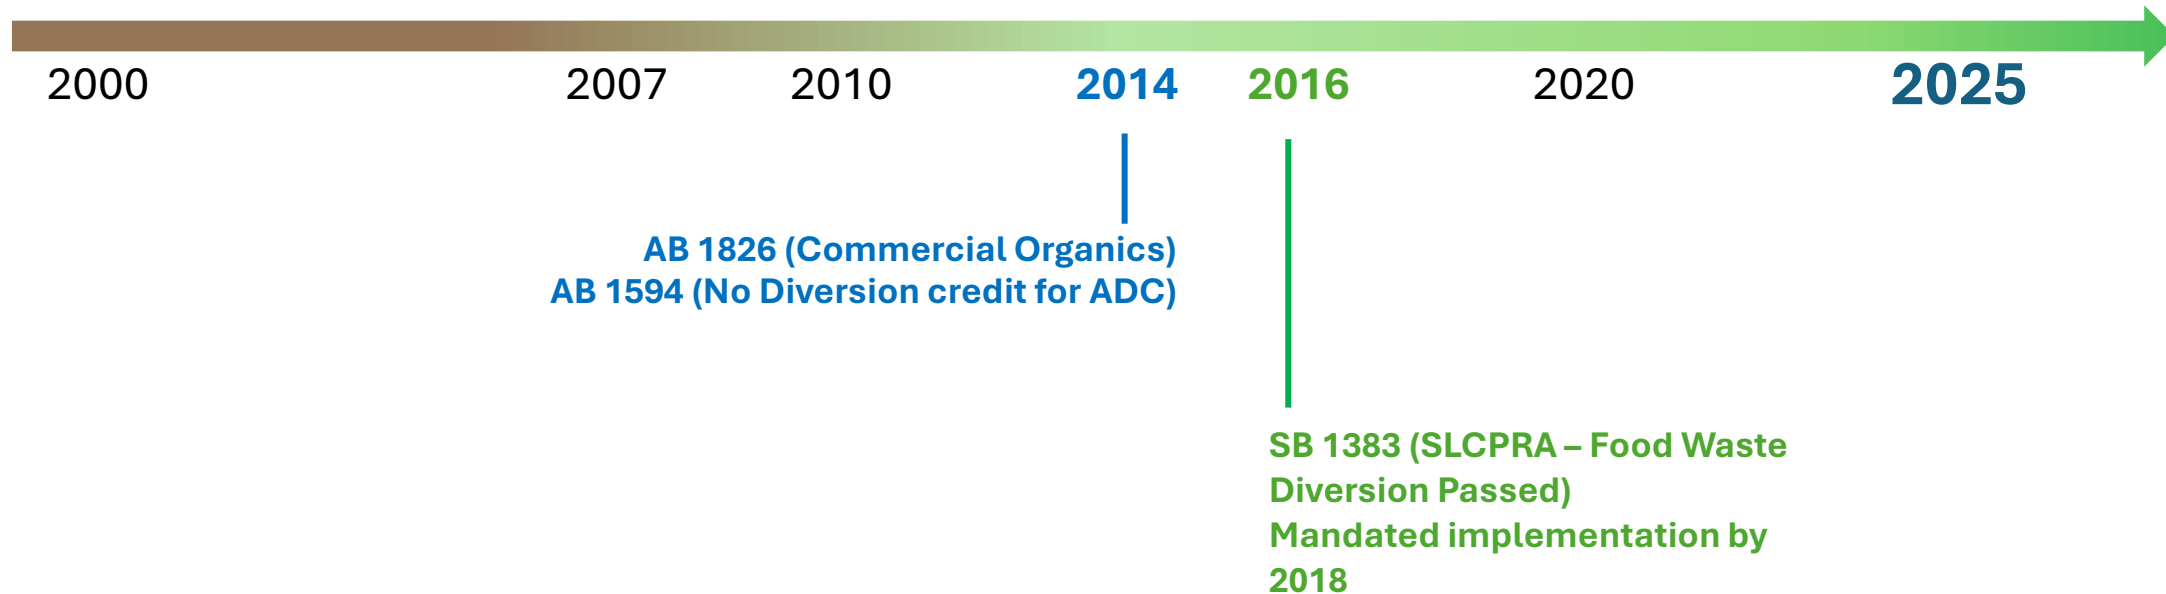 2000 2007 2010 2014 2016 2020 2025
AB 1826 (Commercial Organics)
AB 1594 (No Diversion credit for ADC)
SB 1383 (SLCPRA – Food Waste
Diversion Passed)
Mandated implementation by
2018